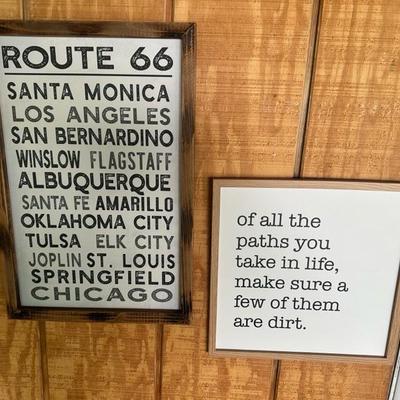 ROUTE 66
SANTA MONICA
LOS ANGELES
SAN BERNARDINO
WINSLOW FLAGSTAFF
ALBUQUERQUE
SANTA FE AMARILLO
OKLAHOMA CITY
TULSA ELK CITY
JOPLIN ST. LOUIS
SPRINGFIELD
CHICAGO
of all the
paths you
take in life,
make sure a
few of them
are dirt.